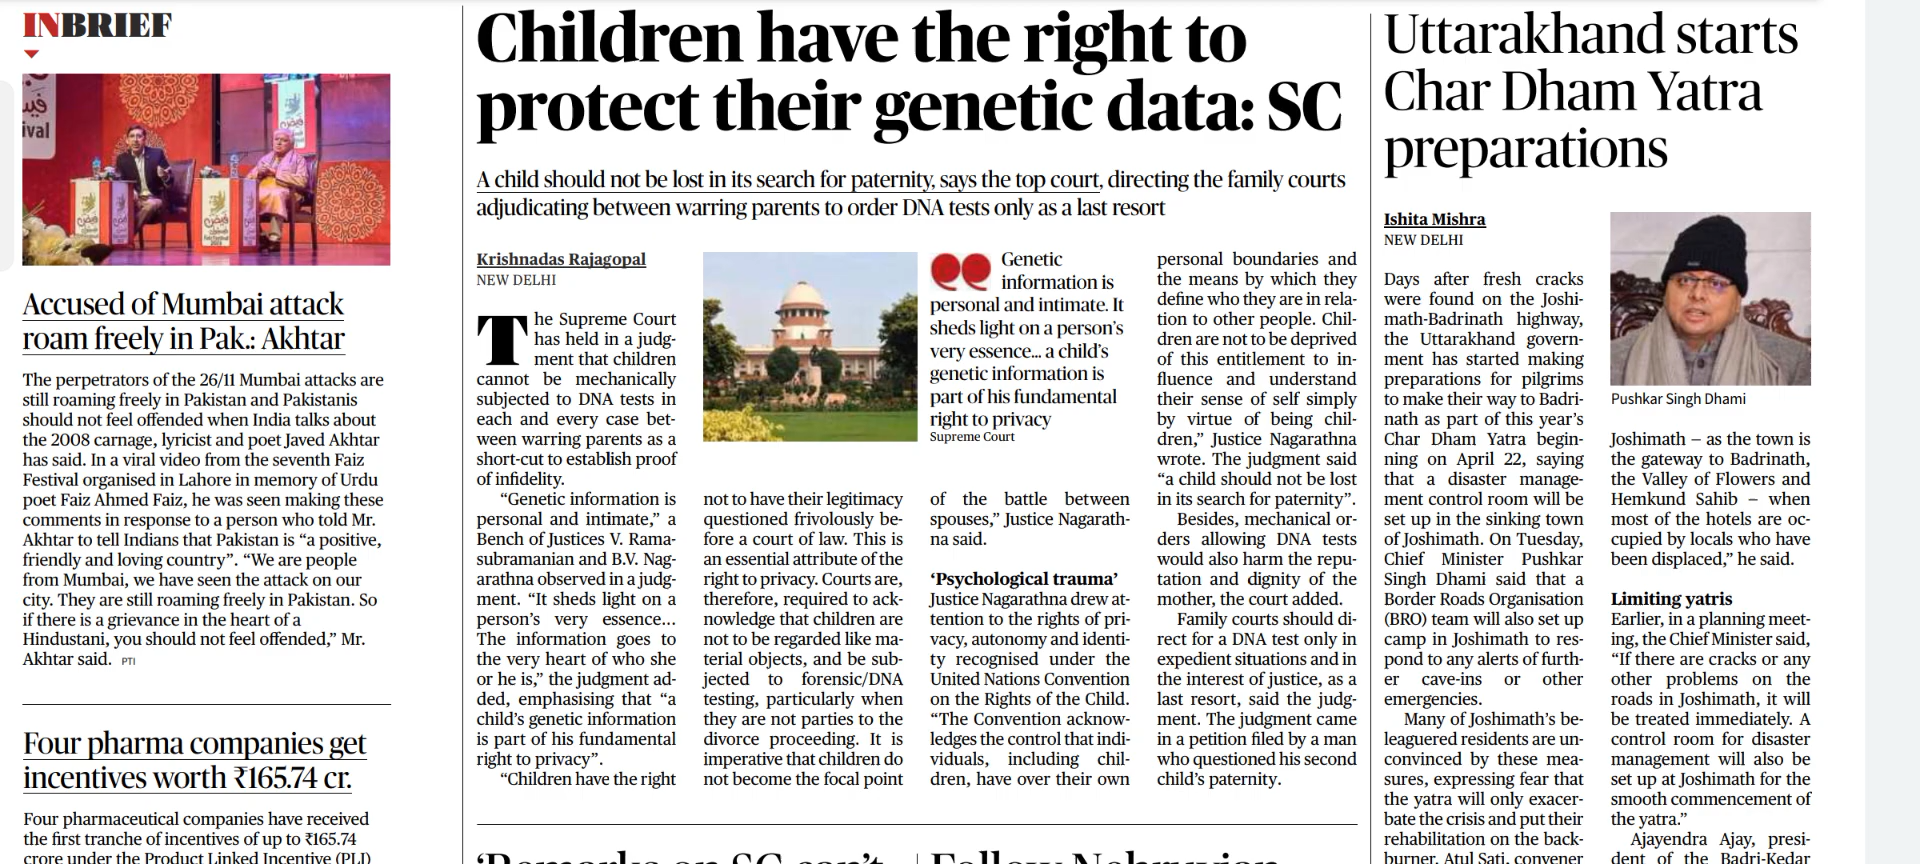 INBRIEF
ival
Accused of Mumbai attack
roam freely in Pak.: Akhtar
The perpetrators of the 26/11 Mumbai attacks are
still roaming freely in Pakistan and Pakistanis
should not feel offended when India talks about
the 2008 carnage, lyricist and poet Javed Akhtar
has said. In a viral video from the seventh Faiz
Festival organised in Lahore in memory of Urdu
poet Faiz Ahmed Faiz, he was seen making these
comments in response to a person who told Mr.
Akhtar to tell Indians that Pakistan is “a positive,
friendly and loving country”. “We are people
from Mumbai, we have seen the attack on our
city. They are still roaming freely in Pakistan. So
if there is a grievance in the heart of a
Hindustani, you should not feel offended,” Mr.
Akhtar said. PTI
Four pharma companies get
incentives worth ₹165.74 cr.
Four pharmaceutical companies have received
the first tranche of incentives of up to ₹165.74
crore under the Product Linked Incentive (PLI)
Children have the right to
protect their genetic data: SC
A child should not be lost in its search for paternity, says the top court, directing the family courts
adjudicating between warring parents to order DNA tests only as a last resort
Krishnadas Rajagopal
NEW DELHI
The Supreme Court
has held in a judg-
ment that children
cannot be mechanically
subjected to DNA tests in
each and every case bet-
ween warring parents as a
short-cut to establish proof
of infidelity.
“Genetic information is
personal and intimate,” a
Bench of Justices V. Rama-
subramanian and B.V. Nag-
arathna observed in a judg-
ment. “It sheds light on a
person’s very essence...
The information goes to
the very heart of who she
or he is,” the judgment ad-
ded, emphasising that “a
child’s genetic information
is part of his fundamental
right to privacy”.
“Children have the right
not to have their legitimacy
questioned frivolously be-
fore a court of law. This is
an essential attribute of the
right to privacy. Courts are,
therefore, required to ack-
nowledge that children are
not to be regarded like ma-
terial objects, and be sub-
jected to forensic/DNA
testing, particularly when
they are not parties to the
divorce proceeding. It is
imperative that children do
not become the focal point
Genetic
information is
personal and intimate. It
sheds light on a person’s
very essence... a child’s
genetic information is
part of his fundamental
right to privacy
Supreme Court
of the battle between
spouses,” Justice Nagarath-
na said.
‘Psychological trauma’
Justice Nagarathna drew at-
tention to the rights of pri-
vacy, autonomy and identi-
ty recognised under the
United Nations Convention
on the Rights of the Child.
“The Convention acknow-
ledges the control that indi-
viduals, including chil-
dren, have over their own
personal boundaries and
the means by which they
define who they are in rela-
tion to other people. Chil-
dren are not to be deprived
of this entitlement to in-
fluence and understand
their sense of self simply
by virtue of being chil-
dren,” Justice Nagarathna
wrote. The judgment said
“a child should not be lost
in its search for paternity”.
Besides, mechanical or-
ders allowing DNA tests
would also harm the repu-
tation and dignity of the
mother, the court added.
Family courts should di-
rect for a DNA test only in
expedient situations and in
the interest of justice, as a
last resort, said the judg-
ment. The judgment came
in a petition filed by a man
who questioned his second
child’s paternity.
Uttarakhand starts
Char Dham Yatra
preparations
Ishita Mishra
NEW DELHI
Days after fresh cracks
were found on the Joshi-
math-Badrinath highway,
the Uttarakhand govern-
ment has started making
preparations for pilgrims
to make their way to Badri-
nath as part of this year’s
Char Dham Yatra begin-
ning on April 22, saying
that a disaster manage-
ment control room will be
set up in the sinking town
of Joshimath. On Tuesday,
Chief Minister Pushkar
Singh Dhami said that a
Border Roads Organisation
(BRO) team will also set up
camp in Joshimath to res-
pond to any alerts of furth-
er cave-ins or other
emergencies.
Many of Joshimath’s be-
leaguered residents are un-
convinced by these mea-
sures, expressing fear that
the yatra will only exacer-
bate the crisis and put their
rehabilitation on the back-
burner. Atul Sati, convener
Pushkar Singh Dhami
Joshimath – as the town is
the gateway to Badrinath,
the Valley of Flowers and
Hemkund Sahib – when
most of the hotels are oc-
cupied by locals who have
been displaced,” he said.
Limiting yatris
Earlier, in a planning meet-
ing, the Chief Minister said,
“If there are cracks or any
other problems on the
roads in Joshimath, it will
be treated immediately. A
control room for disaster
management will also be
set up at Joshimath for the
smooth commencement of
the yatra.”
Ajayendra Ajay, presi-
dent of the Badri-Kedar
‘Remarks on SC can’t
Follow Nehruvian